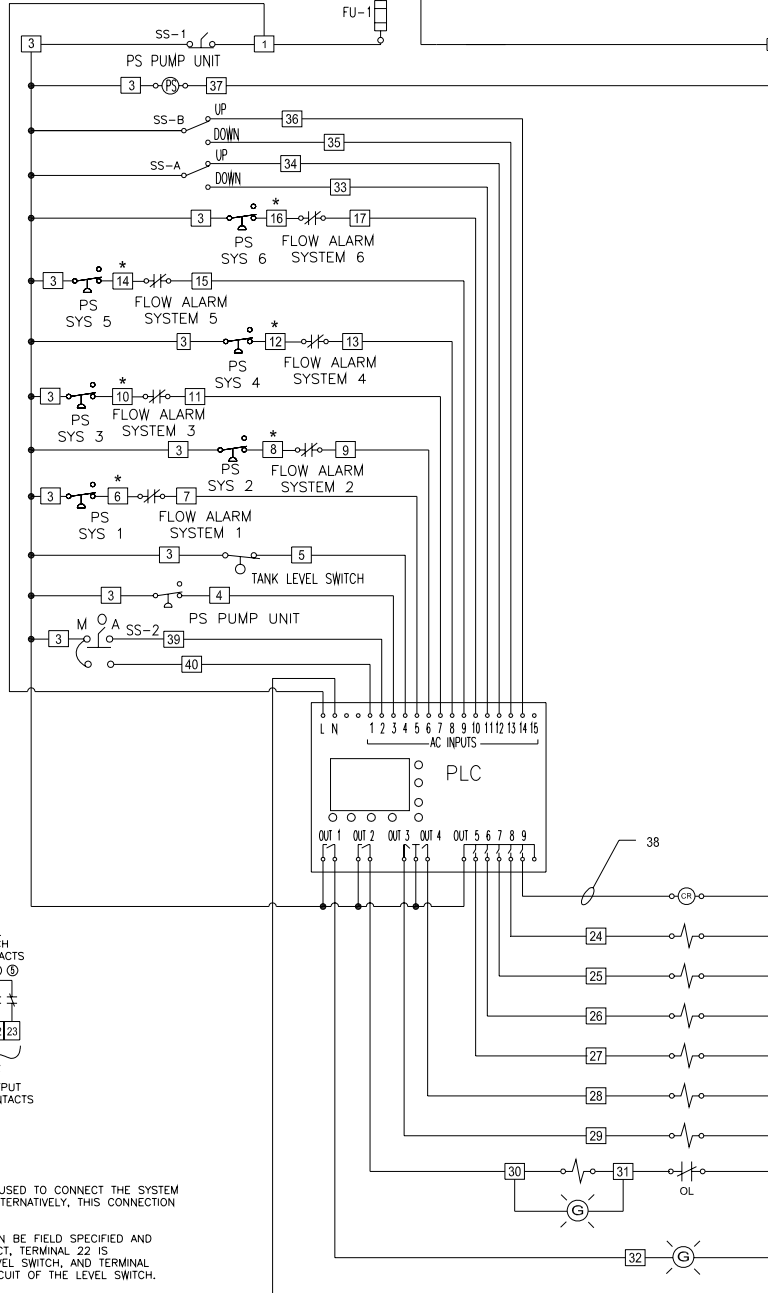 FU-1
SS-1
3
1
PS PUMP UNIT
3
PS
37
SS-B
UP
36
DOWN
35
SS-A
UP
34
DOWN
33
3
*
16
17
PS
SYS 6
FLOW ALARM
SYSTEM 6
3
*
14
15
PS
SYS 5
FLOW ALARM
SYSTEM 5
3
*
12
13
PS
SYS 4
FLOW ALARM
SYSTEM 4
3
*
10
11
PS
SYS 3
FLOW ALARM
SYSTEM 3
3
*
8
9
PS
SYS 2
FLOW ALARM
SYSTEM 2
3
*
6
7
PS
SYS 1
FLOW ALARM
SYSTEM 1
3
5
TANK LEVEL SWITCH
3
4
PS PUMP UNIT
M O A
SS-2
3
39
40
L N 1 2 3 4 5 6 7 8 9 10 11 12 13 14 15
AC INPUTS
PLC
OUT 1 OUT 2 OUT 3 OUT 4 OUT 5 6 7 8 9
38
CR
24
25
26
27
28
29
30
31
OL
G
32
G
ACTS
5
23
PUT
NTACTS
USED TO CONNECT THE SYSTEM
TERNATIVELY, THIS CONNECTION
N BE FIELD SPECIFIED AND
CT, TERMINAL 22 IS
VEL SWITCH, AND TERMINAL
CUIT OF THE LEVEL SWITCH.